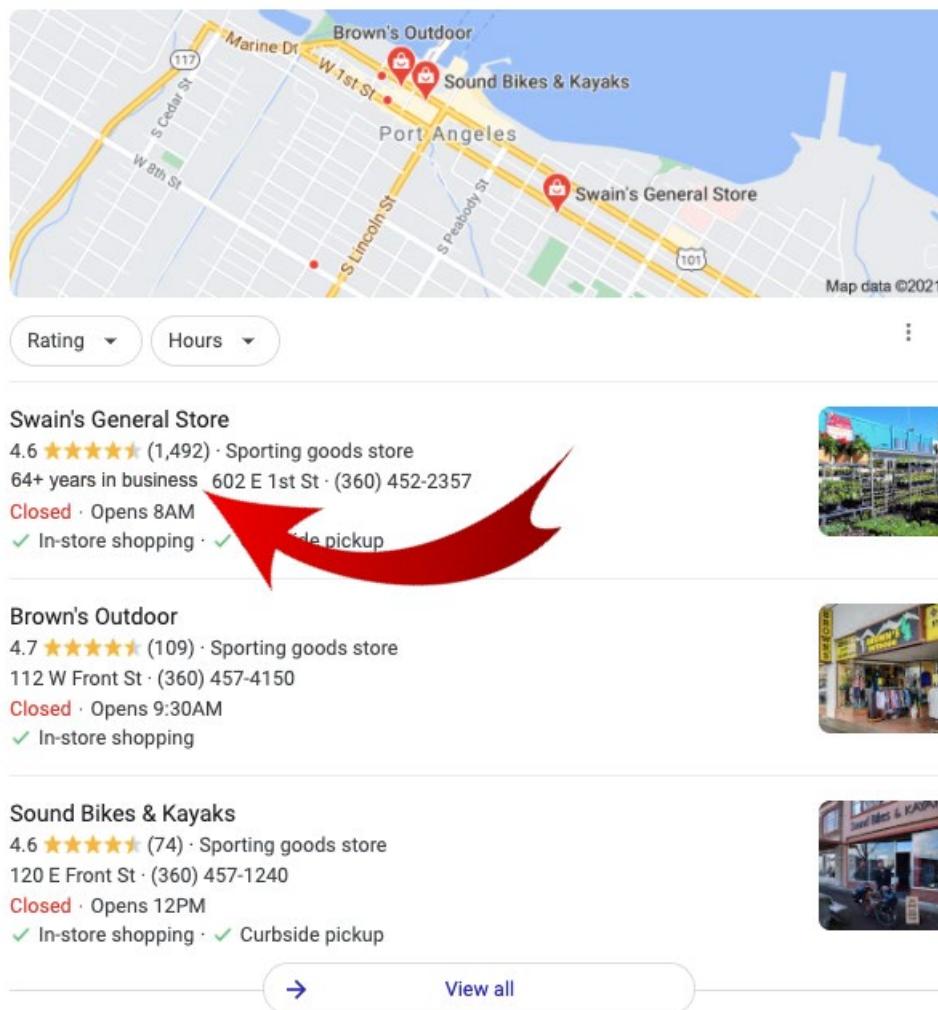 Brown's Outdoor
Marine Dr
117
W 1st St
Sound Bikes & Kayaks
S Cedar St
Port Angeles
W 8th St
Swain's General Store
S Peabody St
S Lincoln St
101
Map data ©2021
Rating
Hours
Swain's General Store
4.6 (1,492) · Sporting goods store
64+ years in business 602 E 1st St · (360) 452-2357
Closed · Opens 8AM
✓ In-store shopping · ✓ de pickup
Brown's Outdoor
4.7 (109) · Sporting goods store
112 W Front St · (360) 457-4150
Closed · Opens 9:30AM
✓ In-store shopping
Sound Bikes & Kayaks
4.6 (74) · Sporting goods store
120 E Front St · (360) 457-1240
Closed · Opens 12PM
✓ In-store shopping · ✓ Curbside pickup
→ View all